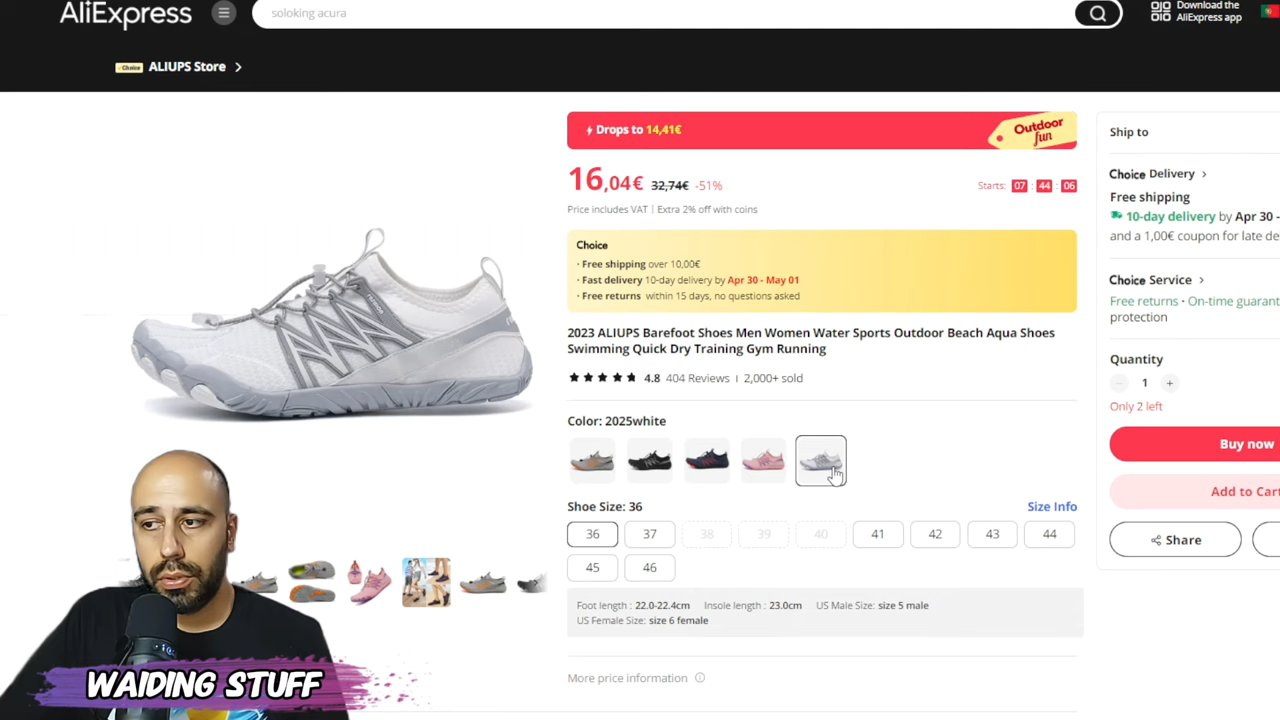 AliExpress
soloking acura
Download the
AliExpress app
Choice ALIUPS Store
Drops to 14,41€
Outdoor
fun
16,04€ 32,74€ -51%
Starts: 07 : 44 : 06
Price includes VAT | Extra 2% off with coins
Choice
· Free shipping over 10,00€
· Fast delivery 10-day delivery by Apr 30 - May 01
· Free returns within 15 days, no questions asked
2023 ALIUPS Barefoot Shoes Men Women Water Sports Outdoor Beach Aqua Shoes
Swimming Quick Dry Training Gym Running
4.8 404 Reviews | 2,000+ sold
Color: 2025white
Shoe Size: 36
Size Info
36 37 38 39 40 41 42 43 44
45 46
Foot length : 22.0-22.4cm Insole length : 23.0cm US Male Size: size 5 male
US Female Size: size 6 female
More price information
Ship to
Choice Delivery
Free shipping
10-day delivery by Apr 30 -
and a 1,00€ coupon for late de
Choice Service
Free returns · On-time guarant
protection
Quantity
− 1 +
Only 2 left
Buy now
Add to Cart
Share
WAIDING STUFF